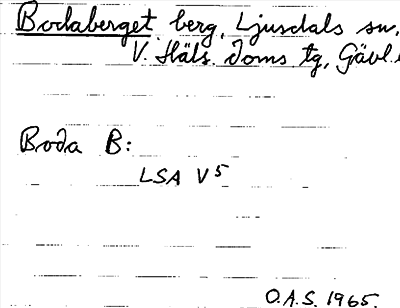 Bodaberget berg, Ljusdals sn,
V. Häls. Doms. tg, Gävl.
Boda B:
LSA V5
O.A.S. 1965.